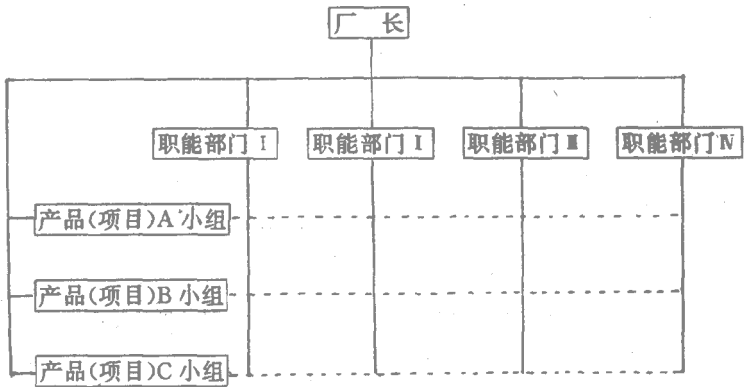 厂 长
职能部门 I
职能部门 I
职能部门 Ⅲ
职能部门 Ⅳ
产品(项目)A 小组
产品(项目)B 小组
产品(项目)C 小组